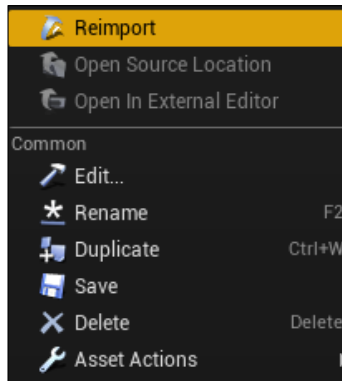 Reimport
Open Source Location
Open In External Editor
Common
Edit...
Rename F2
Duplicate Ctrl+W
Save
Delete Delete
Asset Actions